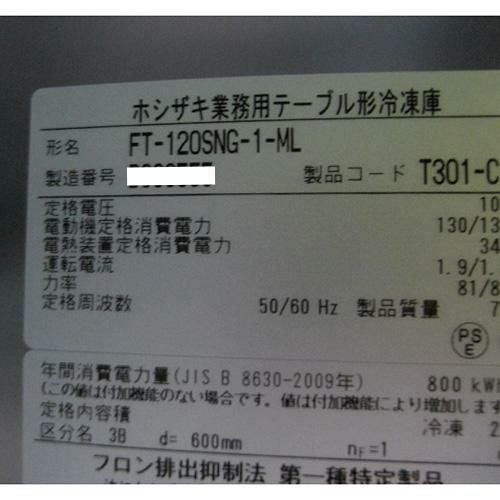 ホシザキ業務用テーブル形冷凍庫
形名 FT-120SNG-1-ML
製造番号 製品コード T301-C
定格電圧 10
電動機定格消費電力 130/13
電熱装置定格消費電力 34
運転電流 1.9/1.
力率 81/8
定格周波数 50/60 Hz 製品質量 7
PS E
年間消費電力量(JIS B 8630-2009年) 800 kWh
(この値は付加機能のない場合です。値は付加機能により増加します
定格内容積 冷凍 2
区分名 3B d= 600mm nF=1
フロン排出抑制法 第一種特定製品